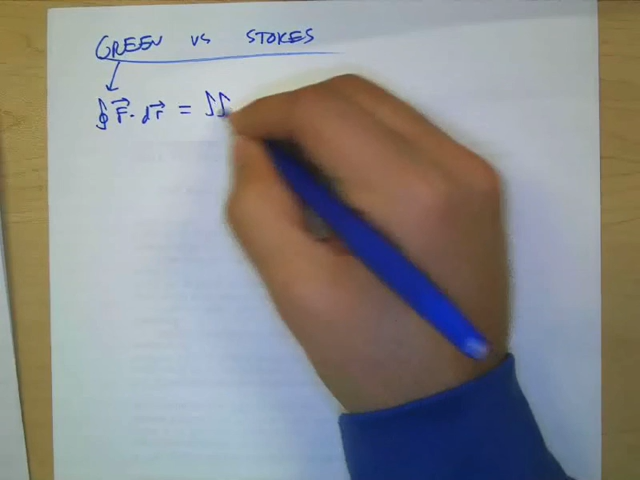 GREEN vs STOKES
∮ F⃗ · dr⃗ = ∫∫